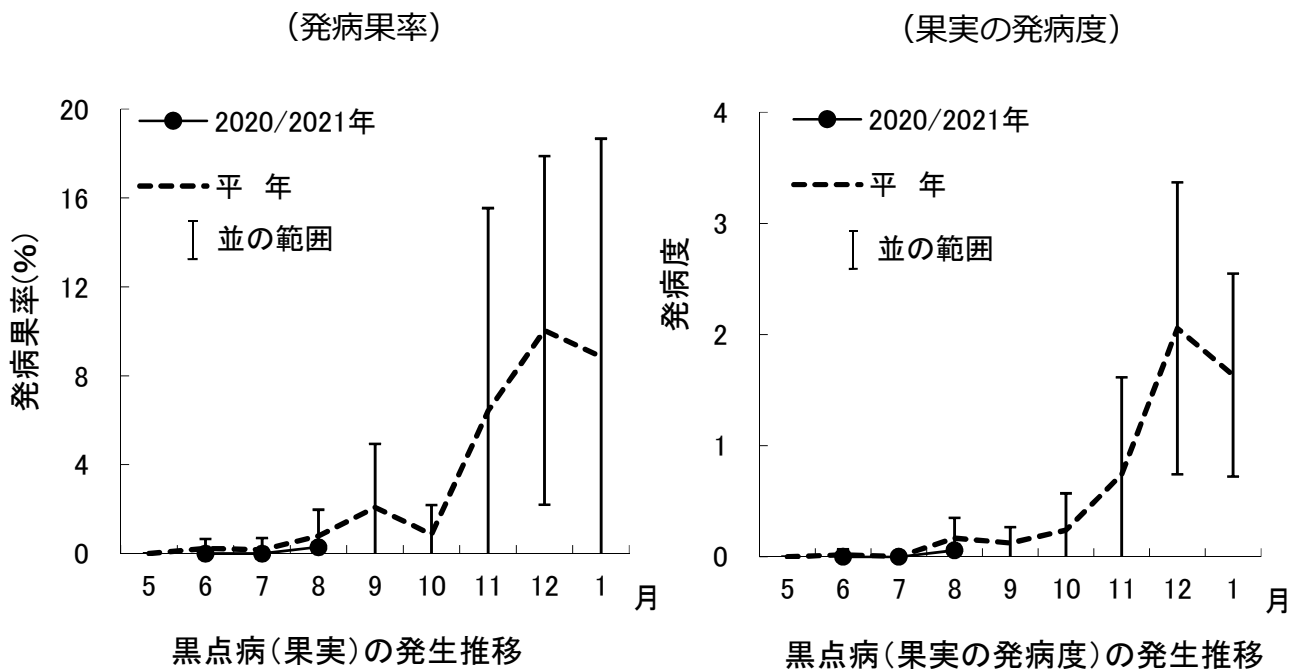 (発病果率)
20
16
12
8
4
0
発病果率(%)
2020/2021年
平 年
並の範囲
5 6 7 8 9 10 11 12 1 月
黒点病(果実)の発生推移
(果実の発病度)
4
3
2
1
0
発病度
2020/2021年
平 年
並の範囲
5 6 7 8 9 10 11 12 1 月
黒点病(果実の発病度)の発生推移